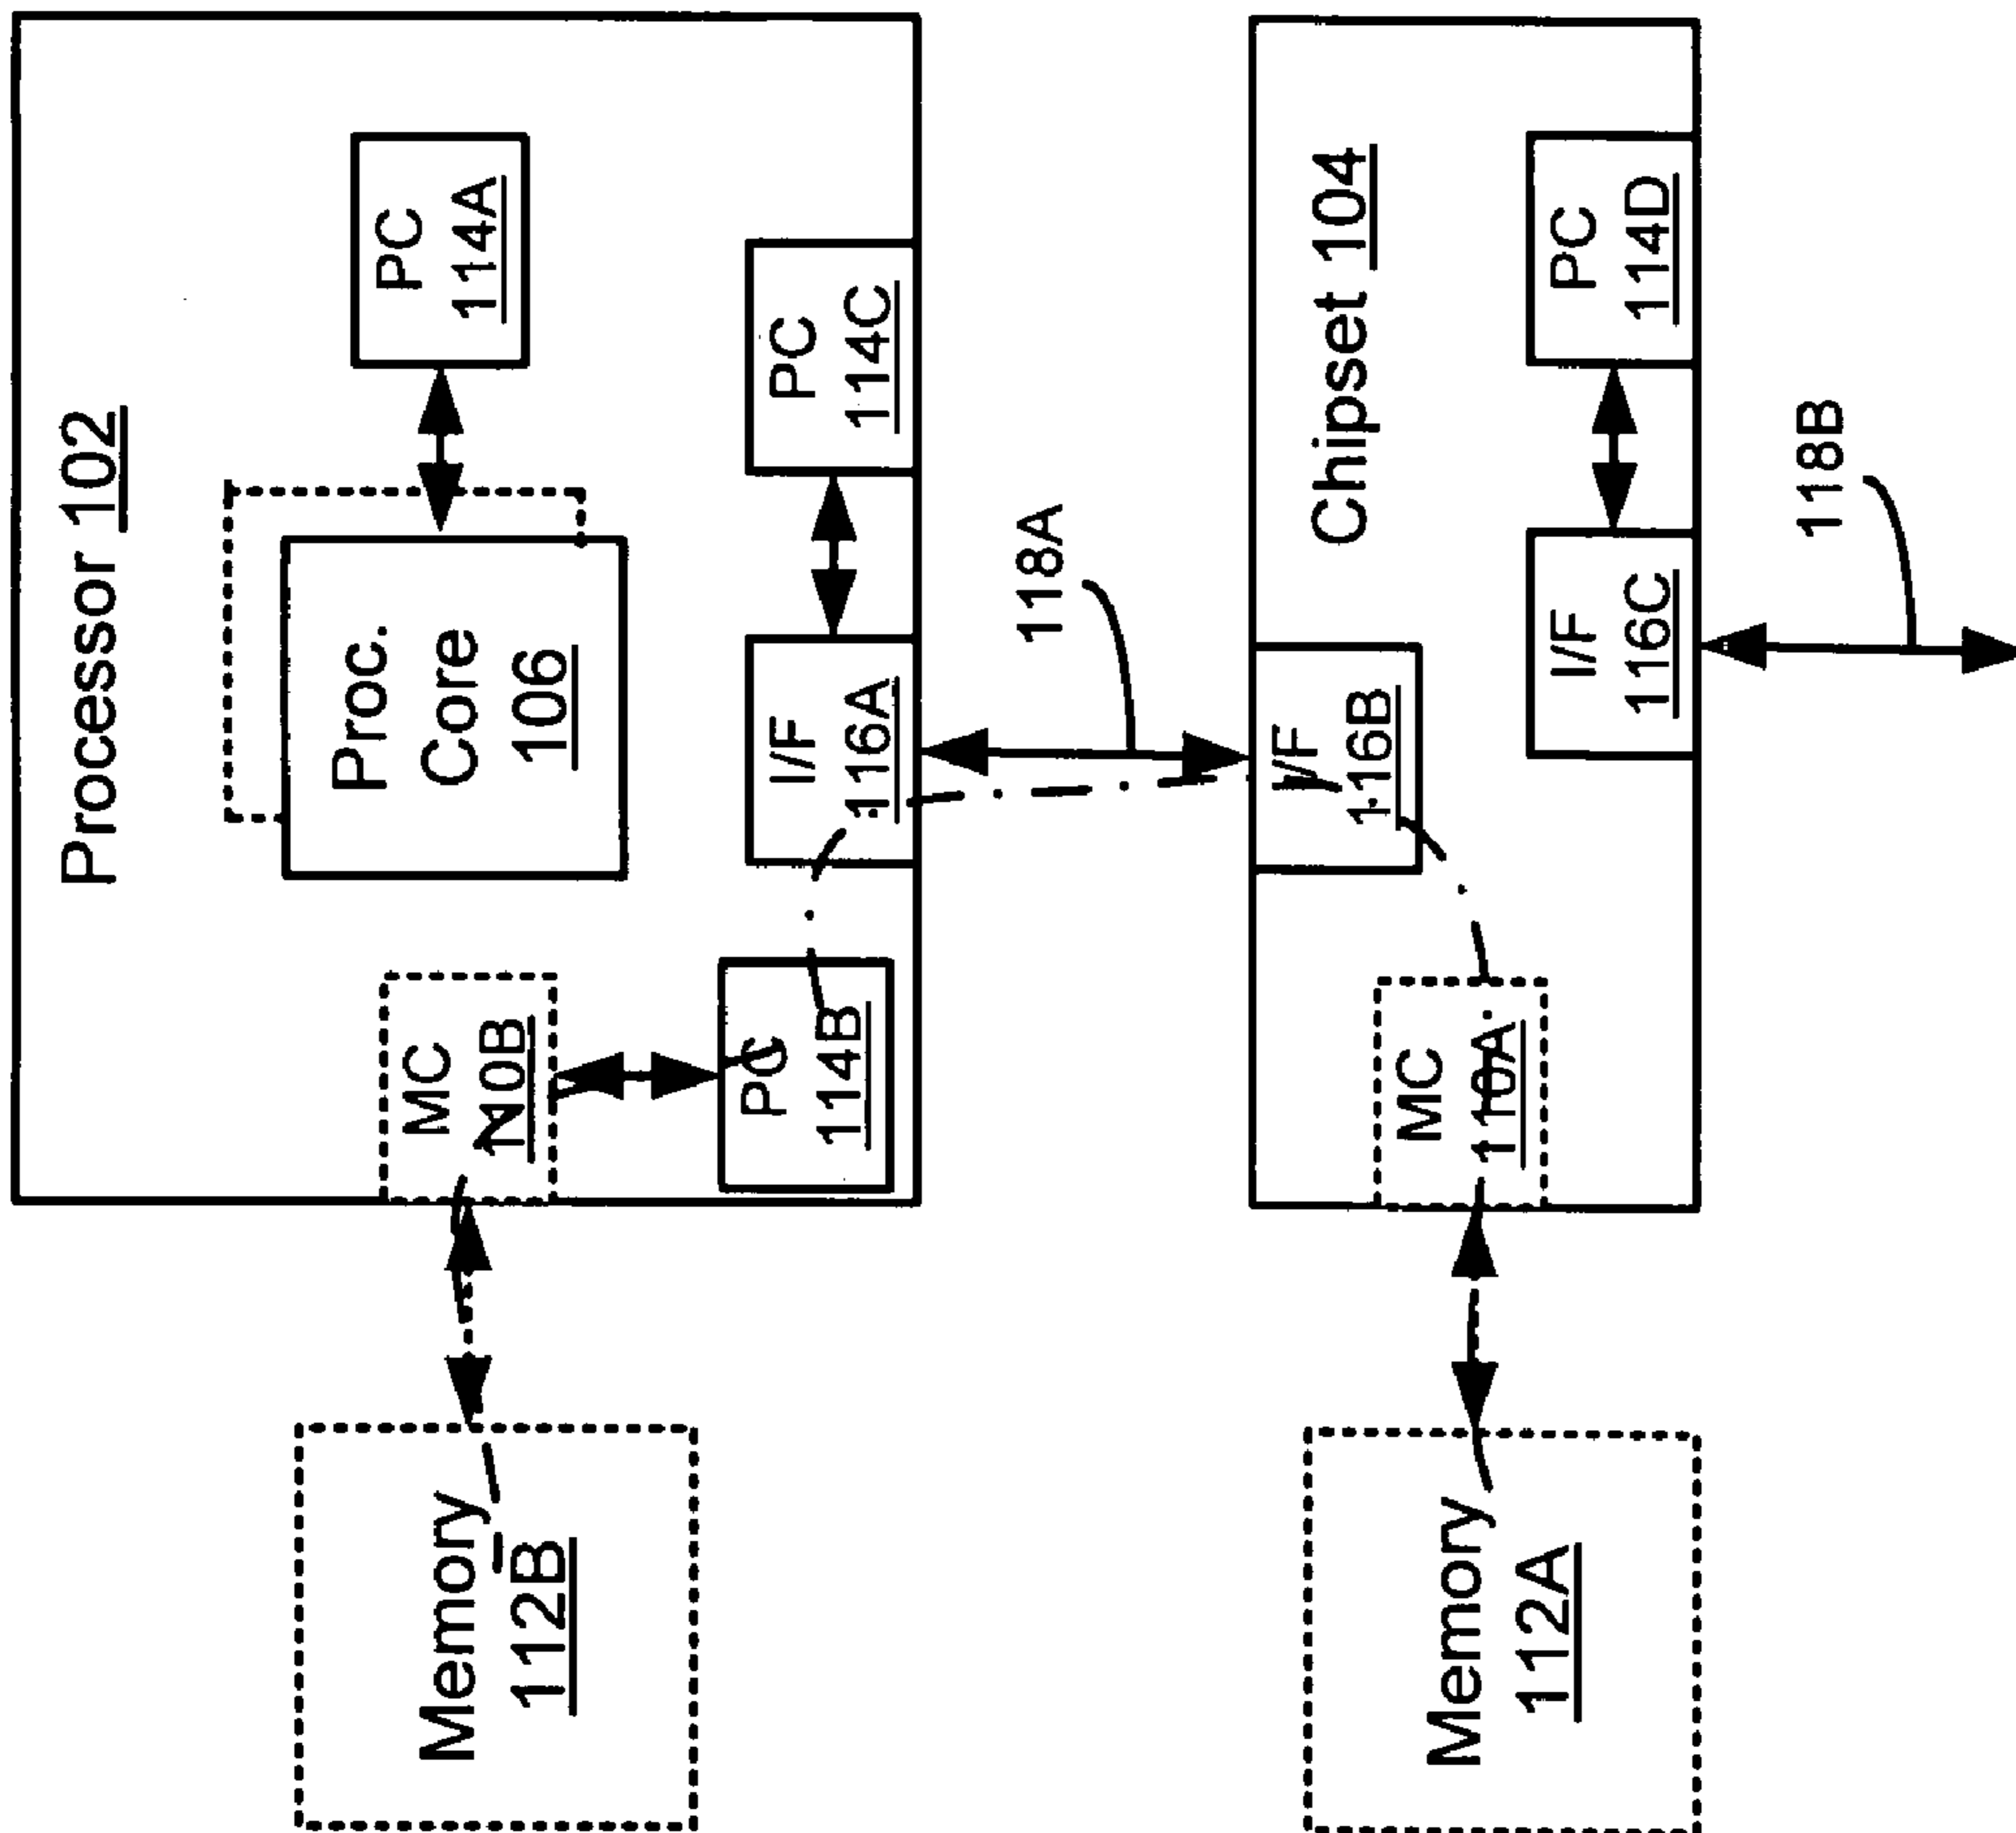 Processor 102
Proc.
Core
106
PC
114A
MC
110B
PC
114B
I/F
116A
PC
114C
Memory
112B
118A
Chipset 104
I/F
116B
MC
110A
I/F
116C
PC
114D
Memory
112A
118B